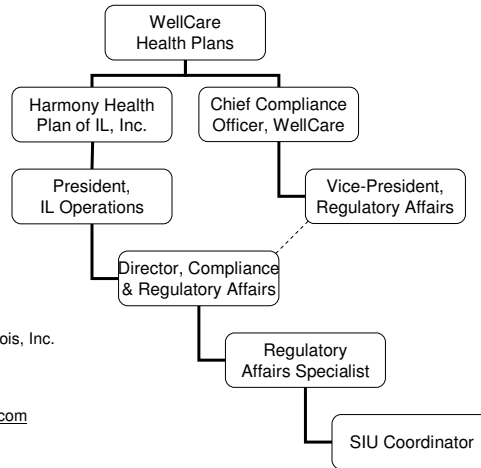 WellCare
Health Plans
Harmony Health
Plan of IL, Inc.
Chief Compliance
Officer, WellCare
President,
IL Operations
Vice-President,
Regulatory Affairs
Director, Compliance
& Regulatory Affairs
ois, Inc.
Regulatory
Affairs Specialist
com
SIU Coordinator